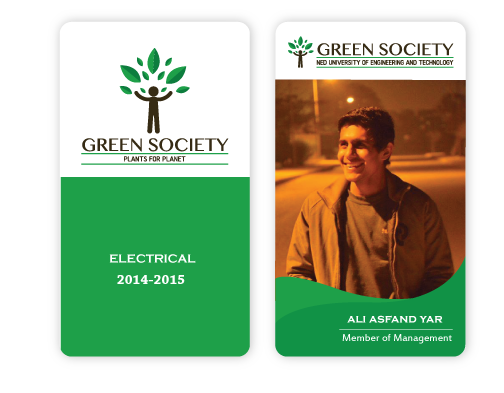 GREEN SOCIETY
PLANTS FOR PLANET
ELECTRICAL
2014-2015
GREEN SOCIETY
NED UNIVERSITY OF ENGINEERING AND TECHNOLOGY
ALI ASFAND YAR
Member of Management